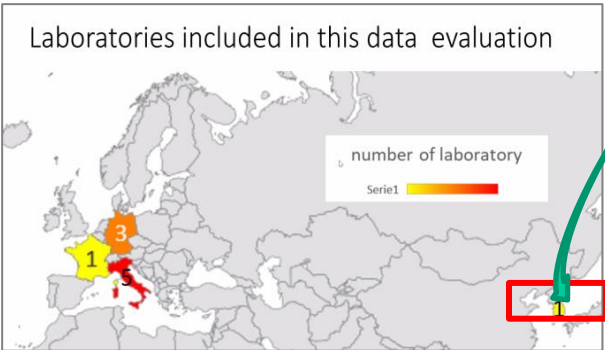 Laboratories included in this data evaluation
number of laboratory
Serie1
3
1
5
1